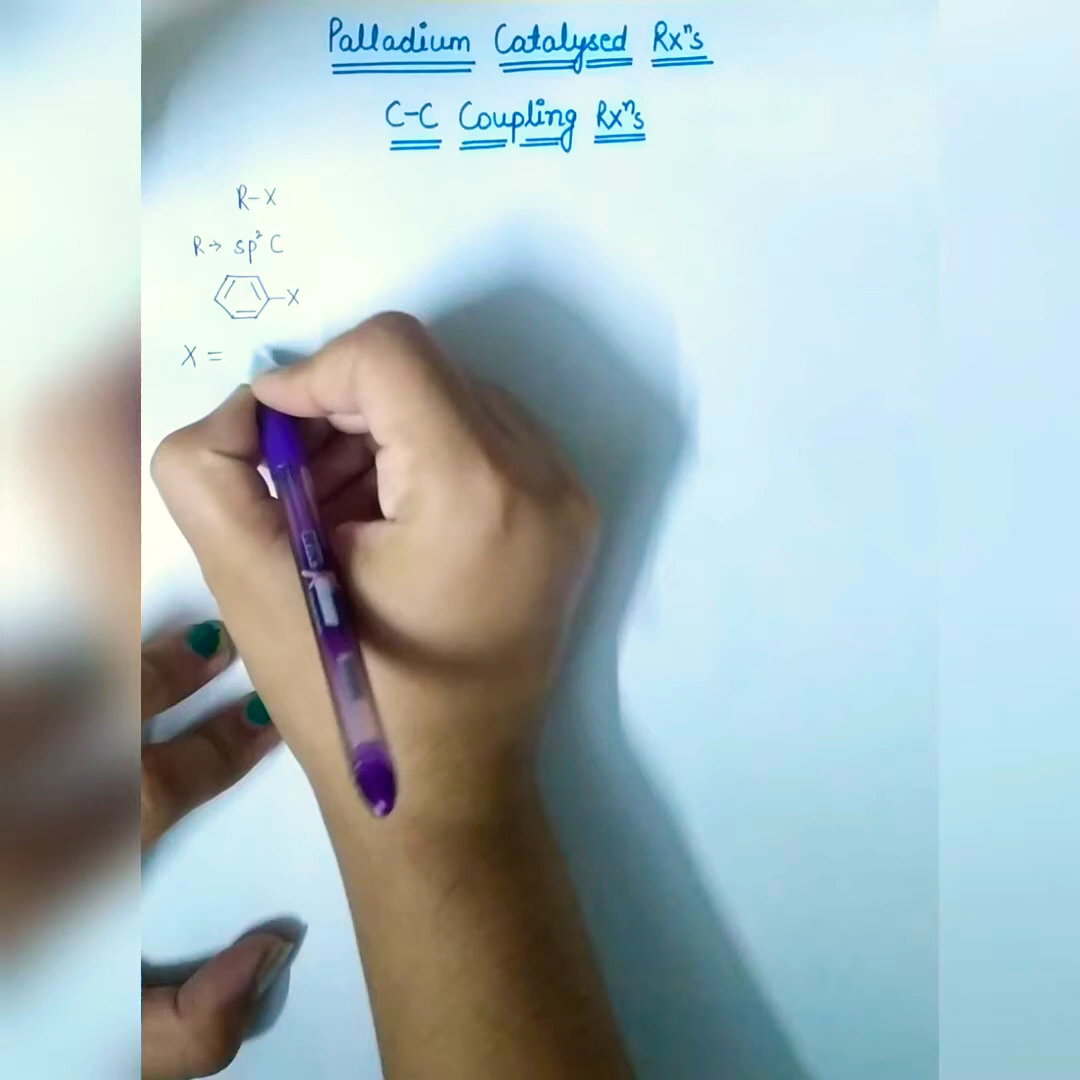 Palladium Catalysed Rxⁿs
C-C Coupling Rxⁿs
R-X
R→ sp² C
-X
X =